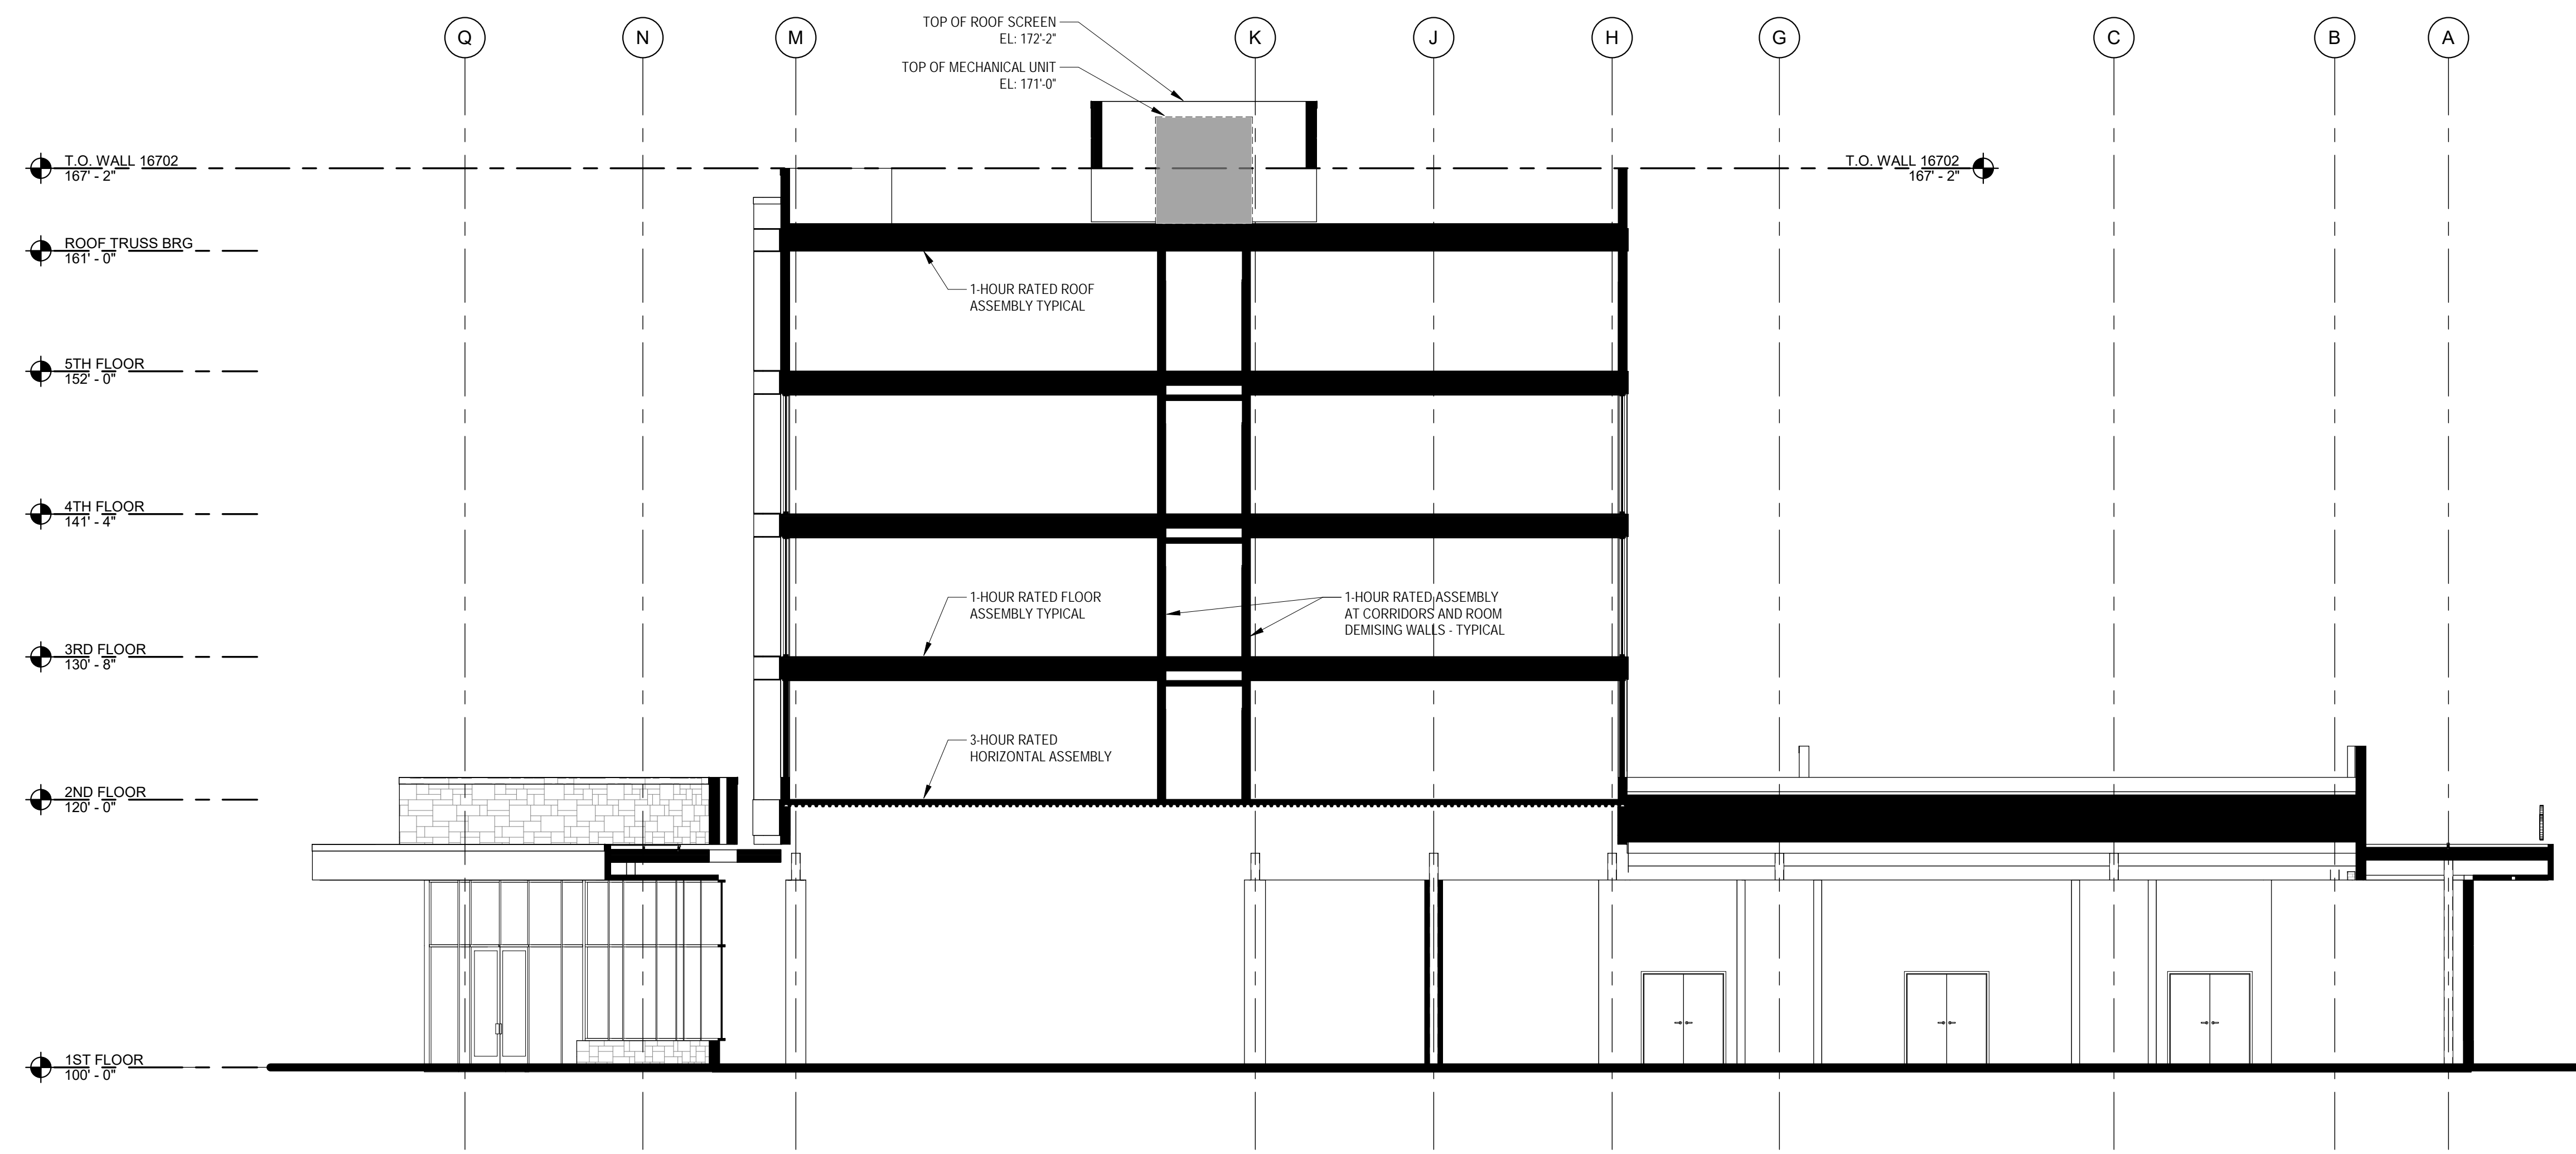 Q
N
M
K
J
H
G
C
B
A
TOP OF ROOF SCREEN
EL: 172'-2"
TOP OF MECHANICAL UNIT
EL: 171'-0"
T.O. WALL 16702
167' - 2"
T.O. WALL 16702
167' - 2"
ROOF TRUSS BRG
161' - 0"
1-HOUR RATED ROOF
ASSEMBLY TYPICAL
5TH FLOOR
152' - 0"
4TH FLOOR
141' - 4"
1-HOUR RATED FLOOR
ASSEMBLY TYPICAL
1-HOUR RATED ASSEMBLY
AT CORRIDORS AND ROOM
DEMISING WALLS - TYPICAL
3RD FLOOR
130' - 8"
3-HOUR RATED
HORIZONTAL ASSEMBLY
2ND FLOOR
120' - 0"
1ST FLOOR
100' - 0"